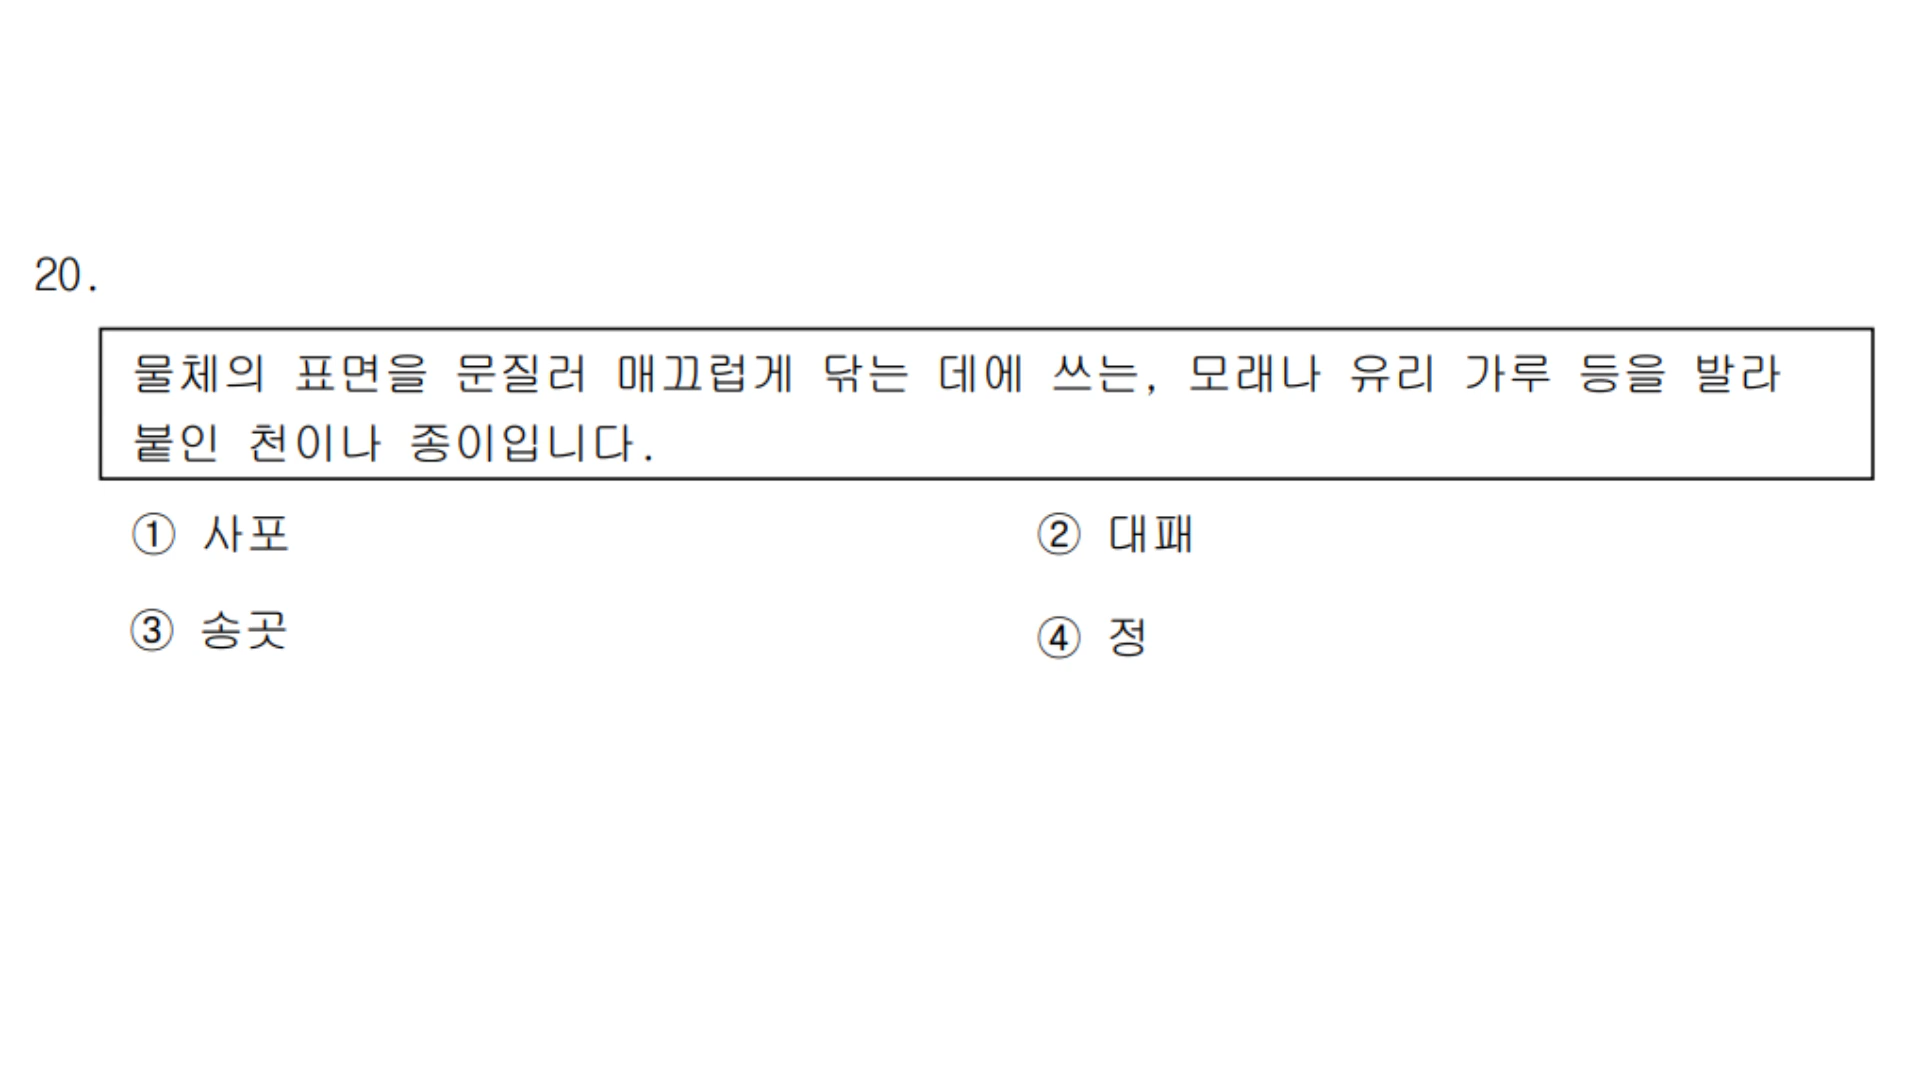 20.
물체의 표면을 문질러 매끄럽게 닦는 데에 쓰는, 모래나 유리 가루 등을 발라
붙인 천이나 종이입니다.
① 사포 ② 대패
③ 송곳 ④ 정